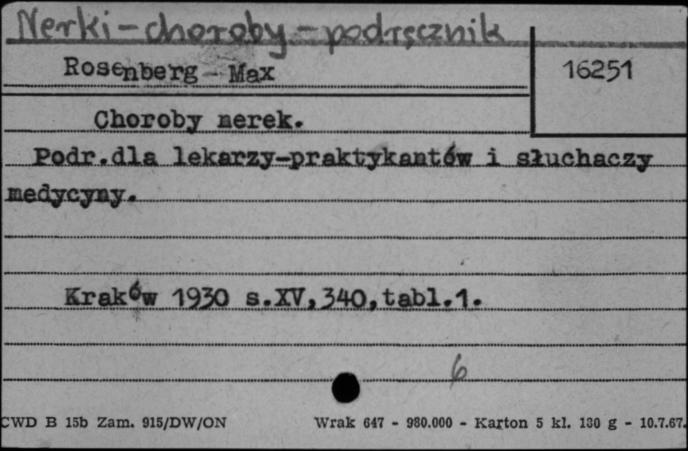 Nerki - choroby - podręcznik
Rosenberg - Max
16251
Choroby nerek.
Podr.dla lekarzy-praktykantów i słuchaczy
medycyny.
Kraków 1930 s.XV,340,tabl.1.
6
CWD B 15b Zam. 915/DW/ON Wrak 647 - 980.000 - Karton 5 kl. 130 g - 10.7.67.